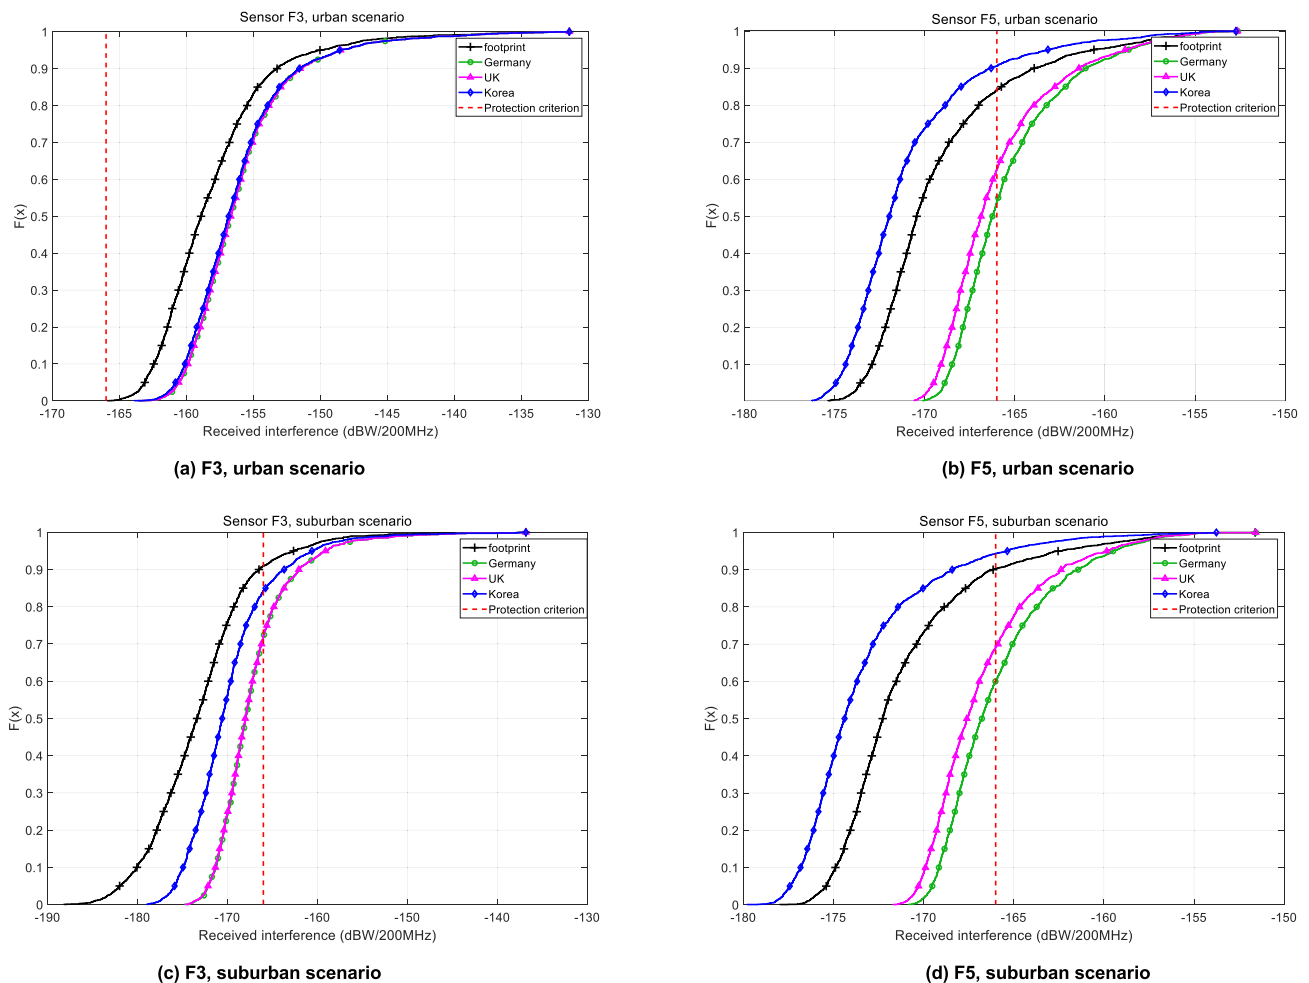 Sensor F3, urban scenario
1
0.9
0.8
0.7
0.6
0.5
0.4
0.3
0.2
0.1
0
F(x)
-170 -165 -160 -155 -150 -145 -140 -135 -130
Received interference (dBW/200MHz)
footprint
Germany
UK
Korea
Protection criterion
(a) F3, urban scenario
Sensor F5, urban scenario
1
0.9
0.8
0.7
0.6
0.5
0.4
0.3
0.2
0.1
0
F(x)
-180 -175 -170 -165 -160 -155 -150
Received interference (dBW/200MHz)
footprint
Germany
UK
Korea
Protection criterion
(b) F5, urban scenario
Sensor F3, suburban scenario
1
0.9
0.8
0.7
0.6
0.5
0.4
0.3
0.2
0.1
0
F(x)
-190 -180 -170 -160 -150 -140 -130
Received interference (dBW/200MHz)
footprint
Germany
UK
Korea
Protection criterion
(c) F3, suburban scenario
Sensor F5, suburban scenario
1
0.9
0.8
0.7
0.6
0.5
0.4
0.3
0.2
0.1
0
F(x)
-180 -175 -170 -165 -160 -155 -150
Received interference (dBW/200MHz)
footprint
Germany
UK
Korea
Protection criterion
(d) F5, suburban scenario